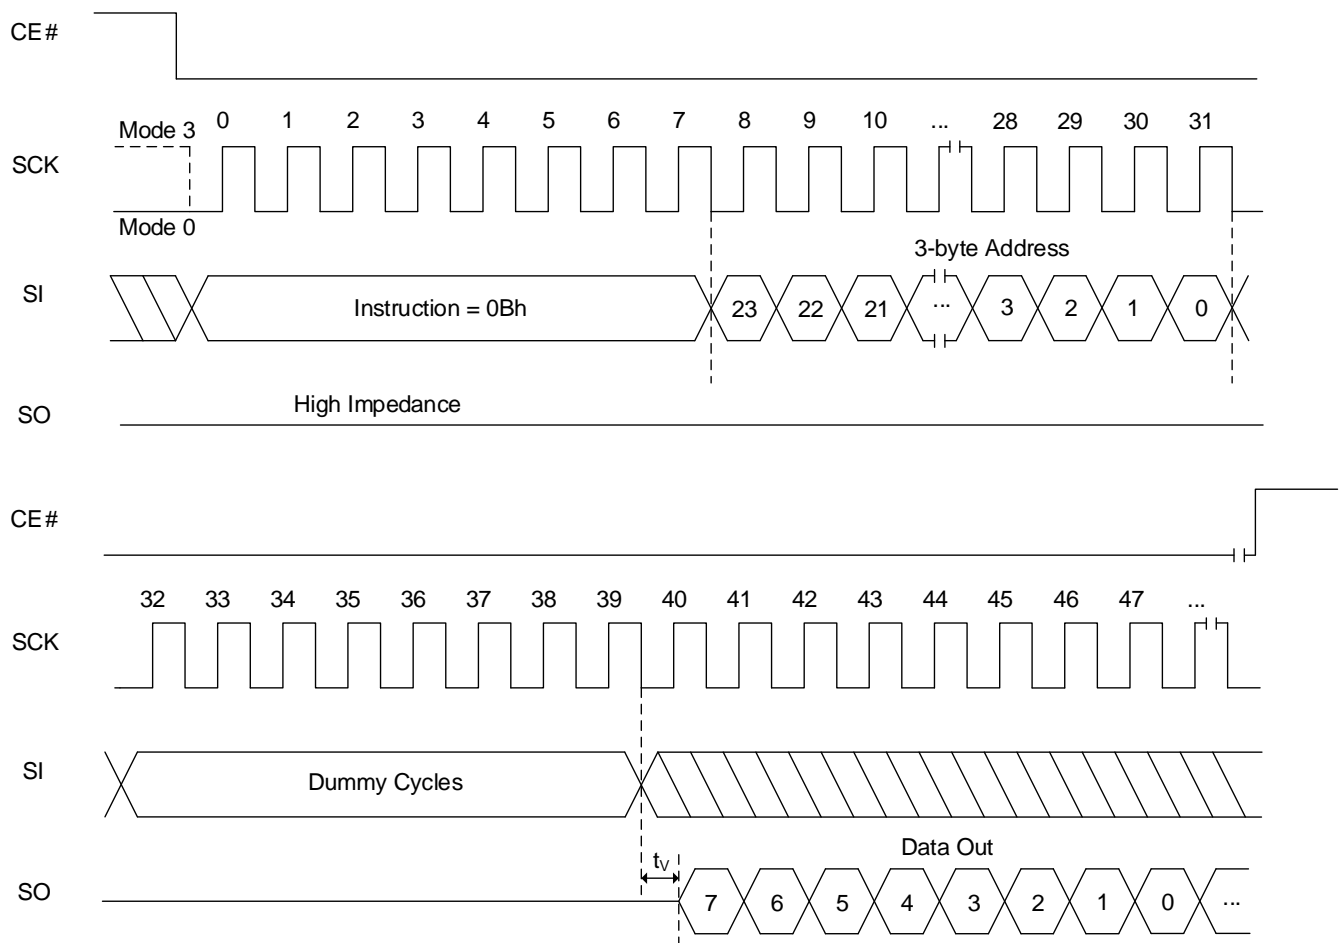 CE#
Mode 3 0 1 2 3 4 5 6 7 8 9 10 ... 28 29 30 31
SCK
Mode 0
3-byte Address
SI Instruction = 0Bh 23 22 21 ... 3 2 1 0
High Impedance
SO
CE#
32 33 34 35 36 37 38 39 40 41 42 43 44 45 46 47 ...
SCK
SI Dummy Cycles
tV Data Out
SO 7 6 5 4 3 2 1 0 ...